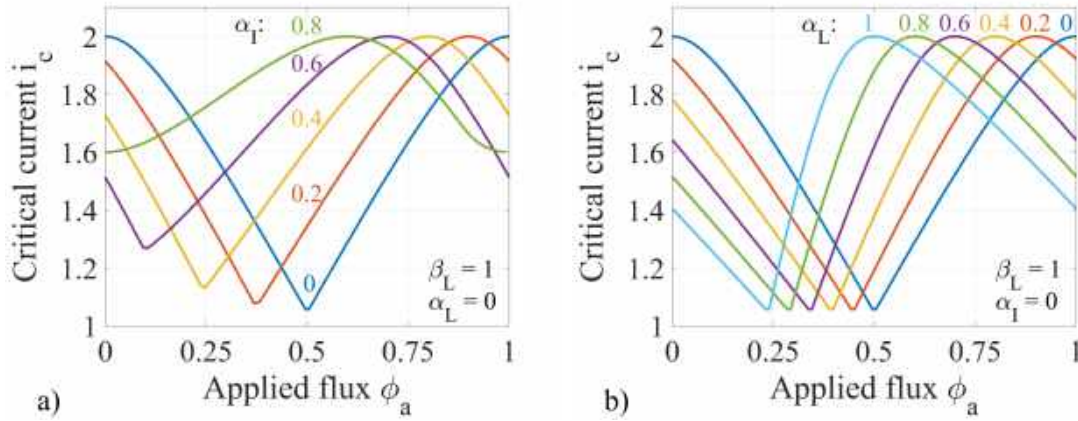 α_I: 0.8
0.6
0.4
0.2
0
2
1.8
1.6
1.4
1.2
1
Critical current i_c
β_L = 1
α_L = 0
0 0.25 0.5 0.75 1
Applied flux ϕ_a
a)
α_L: 1 0.8 0.6 0.4 0.2 0
2
1.8
1.6
1.4
1.2
1
Critical current i_c
β_L = 1
α_I = 0
0 0.25 0.5 0.75 1
Applied flux ϕ_a
b)